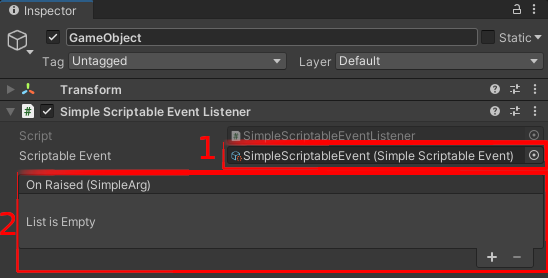 Inspector
GameObject
Static
Tag Untagged Layer Default
Transform
# Simple Scriptable Event Listener
Script # SimpleScriptableEventListener
1
Scriptable Event SimpleScriptableEvent (Simple Scriptable Event)
2
On Raised (SimpleArg)
List is Empty
+ −